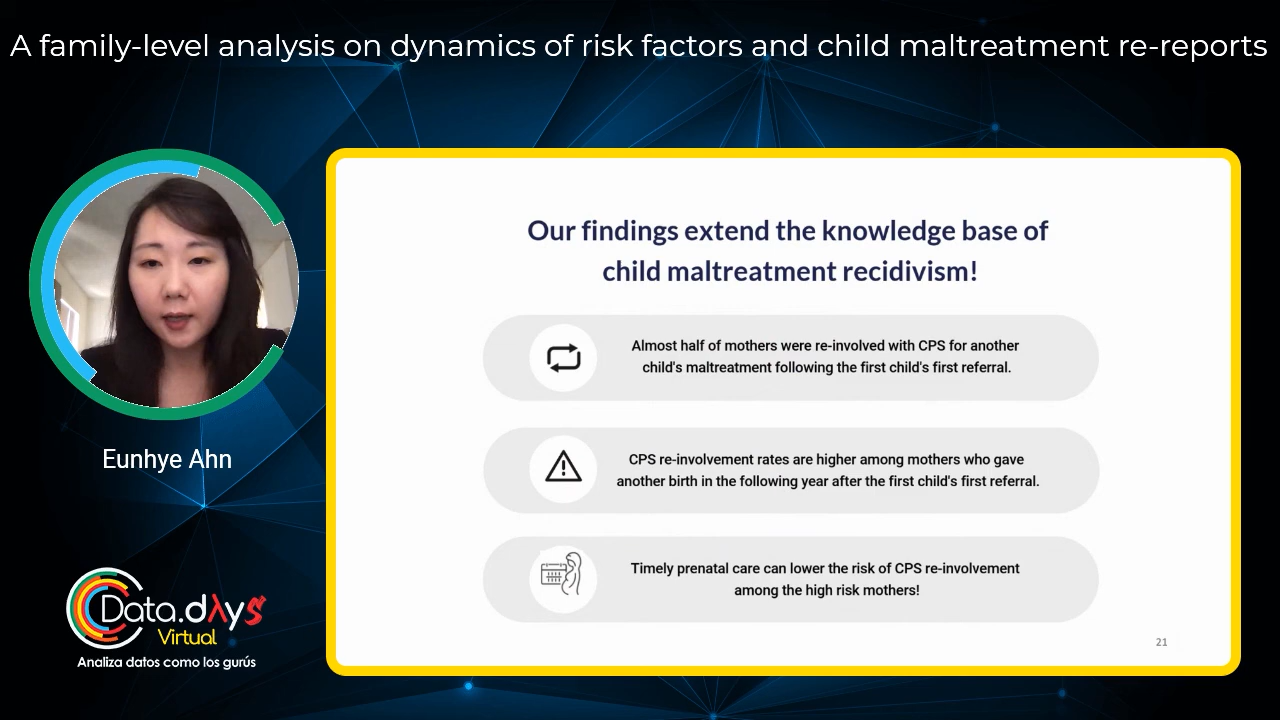 A family-level analysis on dynamics of risk factors and child maltreatment re-reports
Eunhye Ahn
Data.dλys
Virtual
Analiza datos como los gurús
Our findings extend the knowledge base of
child maltreatment recidivism!
Almost half of mothers were re-involved with CPS for another
child's maltreatment following the first child's first referral.
CPS re-involvement rates are higher among mothers who gave
another birth in the following year after the first child's first referral.
Timely prenatal care can lower the risk of CPS re-involvement
among the high risk mothers!
21